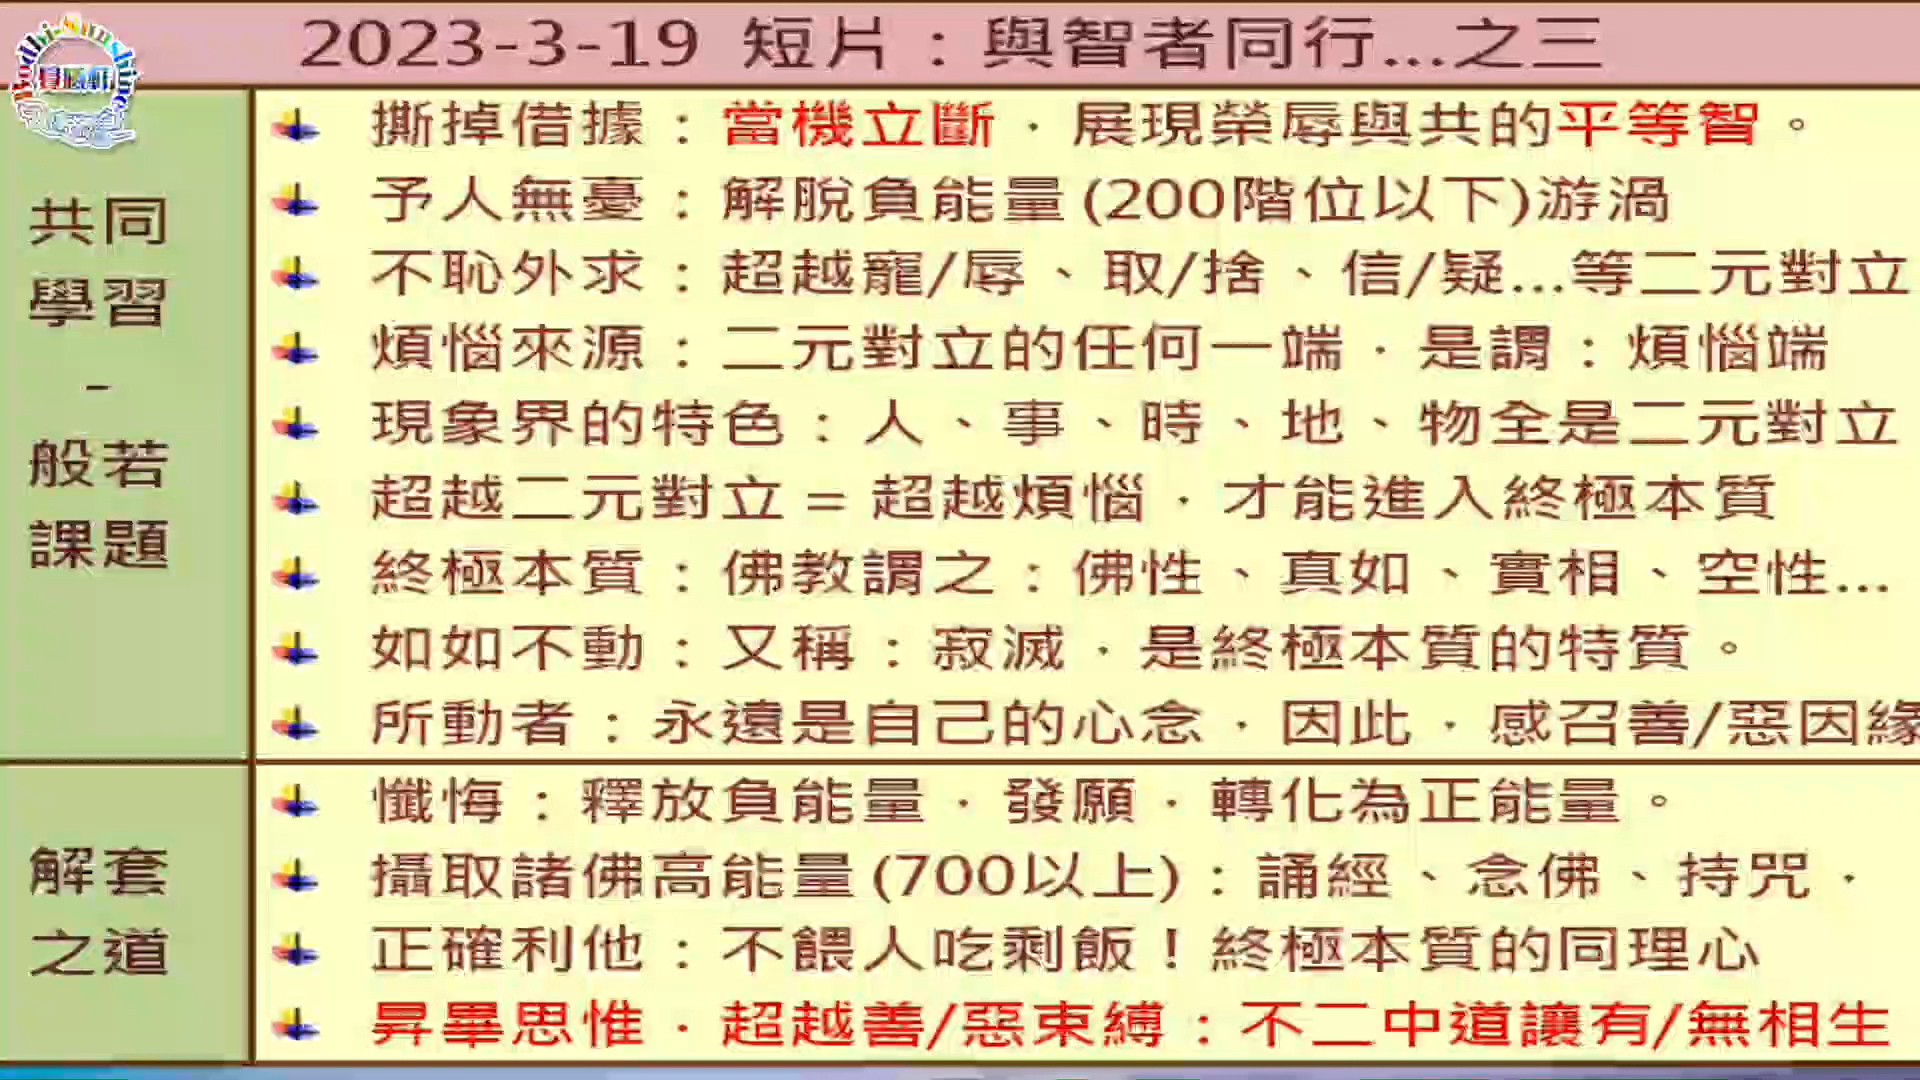 Bodhi-Sunshine
2023-3-19 短片：與智者同行...之三
共同
學習
-
般若
課題
撕掉借據：當機立斷．展現榮辱與共的平等智。
予人無憂：解脫負能量(200階位以下)游渦
不恥外求：超越寵/辱、取/捨、信/疑...等二元對立
煩惱來源：二元對立的任何一端．是謂：煩惱端
現象界的特色：人、事、時、地、物全是二元對立
超越二元對立 = 超越煩惱．才能進入終極本質
終極本質：佛教謂之：佛性、真如、實相、空性...
如如不動：又稱：寂滅．是終極本質的特質。
所動者：永遠是自己的心念．因此．感召善/惡因緣
解套
之道
懺悔：釋放負能量．發願．轉化為正能量。
攝取諸佛高能量(700以上)：誦經、念佛、持咒．
正確利他：不餵人吃剩飯！終極本質的同理心
昇畢思惟．超越善/惡束縛：不二中道讓有/無相生